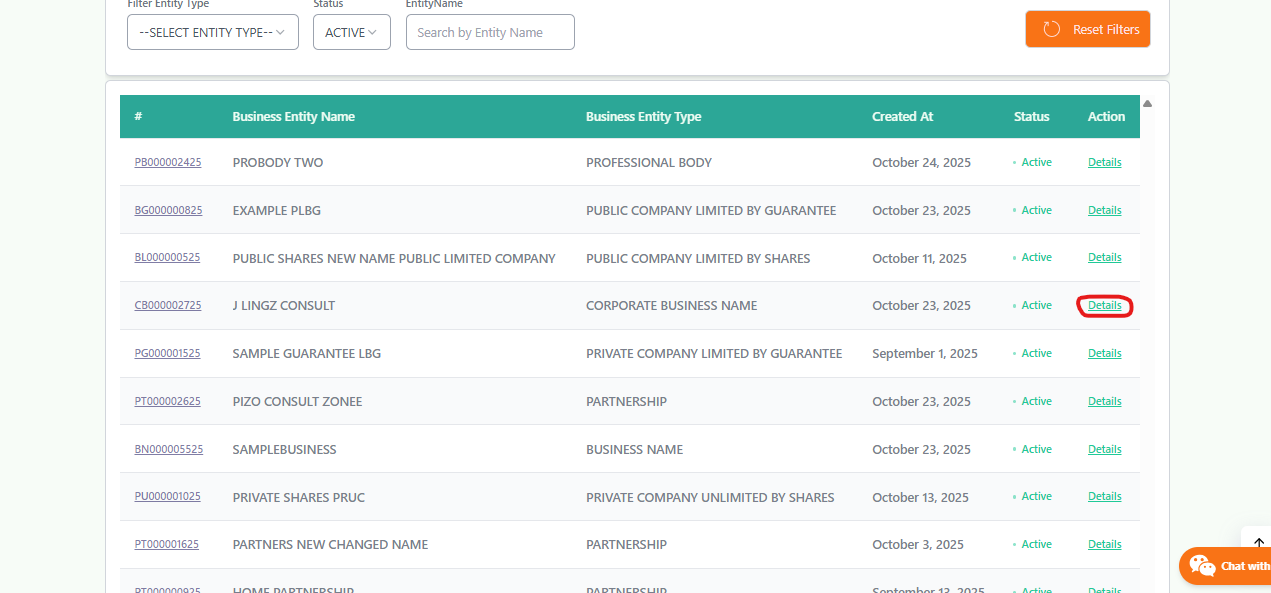 Filter Entity Type Status EntityName
--SELECT ENTITY TYPE-- ACTIVE Search by Entity Name Reset Filters
# Business Entity Name Business Entity Type Created At Status Action
PB000002425 PROBODY TWO PROFESSIONAL BODY October 24, 2025 Active Details
BG000000825 EXAMPLE PLBG PUBLIC COMPANY LIMITED BY GUARANTEE October 23, 2025 Active Details
BL000000525 PUBLIC SHARES NEW NAME PUBLIC LIMITED COMPANY PUBLIC COMPANY LIMITED BY SHARES October 11, 2025 Active Details
CB000002725 J LINGZ CONSULT CORPORATE BUSINESS NAME October 23, 2025 Active Details
PG000001525 SAMPLE GUARANTEE LBG PRIVATE COMPANY LIMITED BY GUARANTEE September 1, 2025 Active Details
PT000002625 PIZO CONSULT ZONEE PARTNERSHIP October 23, 2025 Active Details
BN000005525 SAMPLEBUSINESS BUSINESS NAME October 23, 2025 Active Details
PU000001025 PRIVATE SHARES PRUC PRIVATE COMPANY UNLIMITED BY SHARES October 13, 2025 Active Details
PT000001625 PARTNERS NEW CHANGED NAME PARTNERSHIP October 3, 2025 Active Details
PT000000925 HOME PARTNERSHIP PARTNERSHIP September 13, 2025 Active Details
Chat with